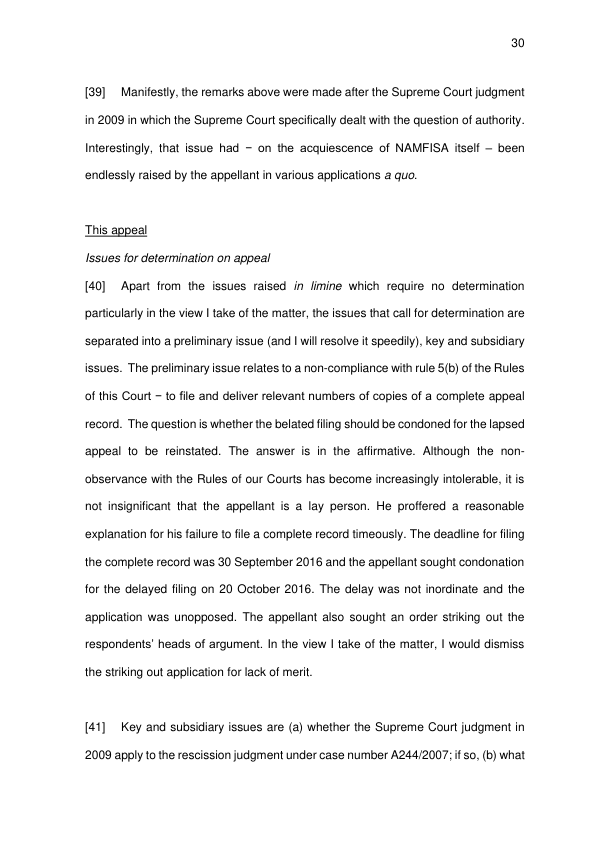 30
[39] Manifestly, the remarks above were made after the Supreme Court judgment
in 2009 in which the Supreme Court specifically dealt with the question of authority.
Interestingly, that issue had − on the acquiescence of NAMFISA itself – been
endlessly raised by the appellant in various applications a quo.
This appeal
Issues for determination on appeal
[40] Apart from the issues raised in limine which require no determination
particularly in the view I take of the matter, the issues that call for determination are
separated into a preliminary issue (and I will resolve it speedily), key and subsidiary
issues. The preliminary issue relates to a non-compliance with rule 5(b) of the Rules
of this Court − to file and deliver relevant numbers of copies of a complete appeal
record. The question is whether the belated filing should be condoned for the lapsed
appeal to be reinstated. The answer is in the affirmative. Although the non-
observance with the Rules of our Courts has become increasingly intolerable, it is
not insignificant that the appellant is a lay person. He proffered a reasonable
explanation for his failure to file a complete record timeously. The deadline for filing
the complete record was 30 September 2016 and the appellant sought condonation
for the delayed filing on 20 October 2016. The delay was not inordinate and the
application was unopposed. The appellant also sought an order striking out the
respondents’ heads of argument. In the view I take of the matter, I would dismiss
the striking out application for lack of merit.
[41] Key and subsidiary issues are (a) whether the Supreme Court judgment in
2009 apply to the rescission judgment under case number A244/2007; if so, (b) what